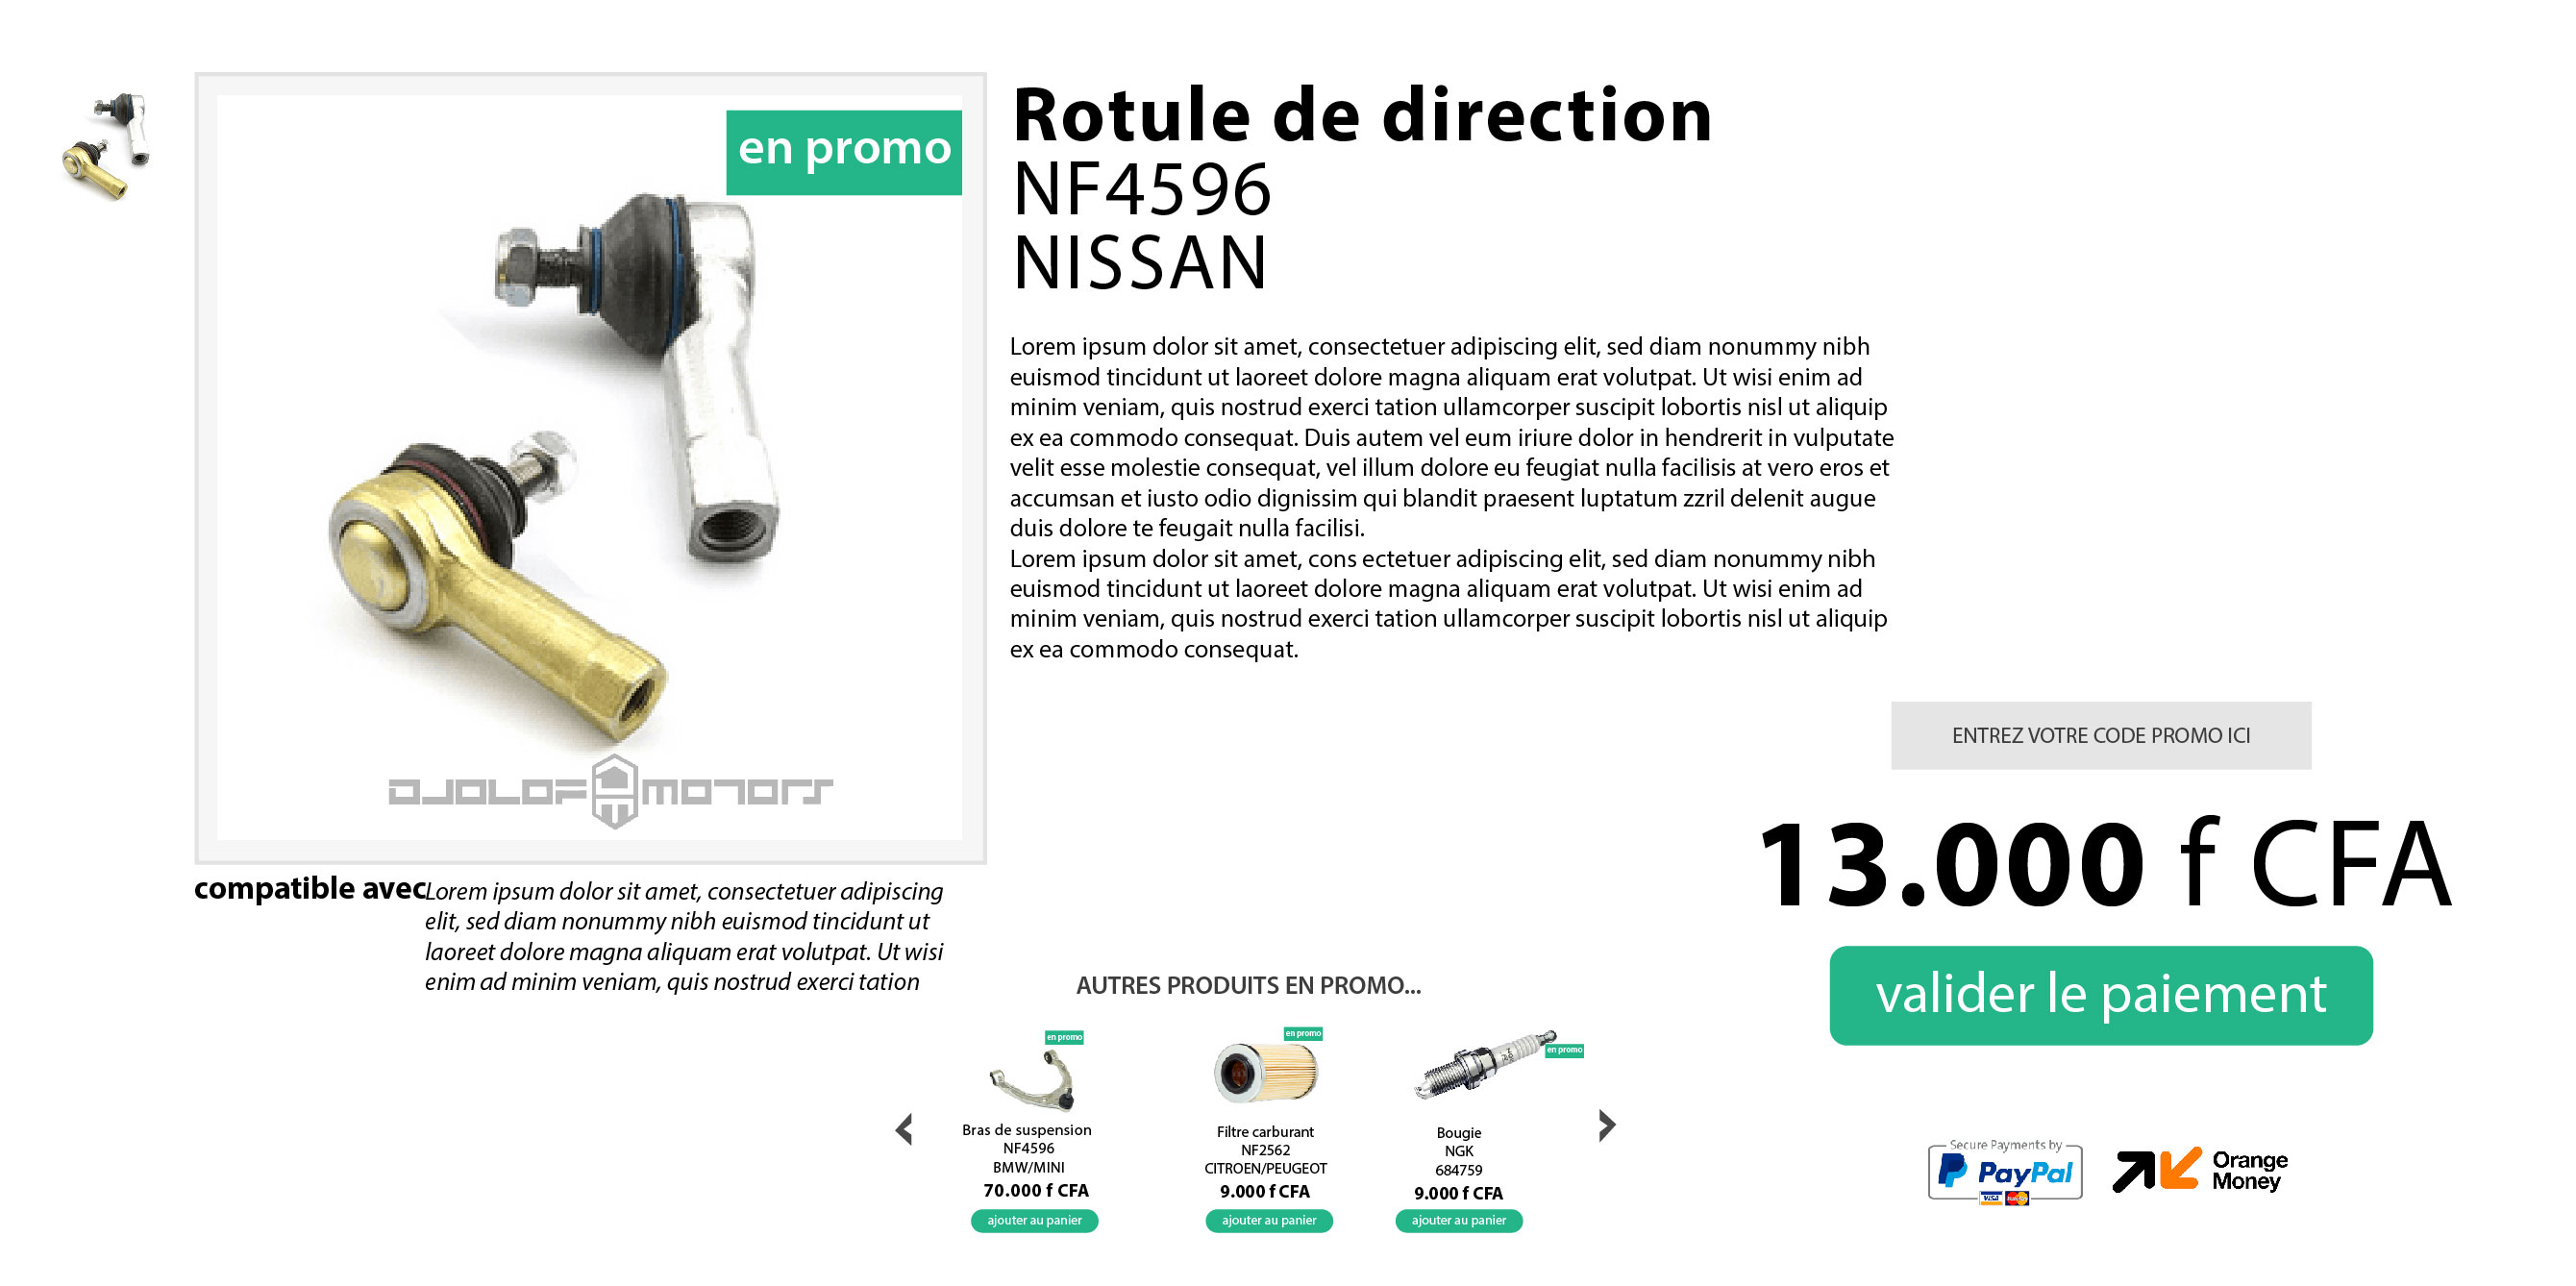 en promo
DJOLOF MOTORS
Rotule de direction
NF4596
NISSAN
Lorem ipsum dolor sit amet, consectetuer adipiscing elit, sed diam nonummy nibh
euismod tincidunt ut laoreet dolore magna aliquam erat volutpat. Ut wisi enim ad
minim veniam, quis nostrud exerci tation ullamcorper suscipit lobortis nisl ut aliquip
ex ea commodo consequat. Duis autem vel eum iriure dolor in hendrerit in vulputate
velit esse molestie consequat, vel illum dolore eu feugiat nulla facilisis at vero eros et
accumsan et iusto odio dignissim qui blandit praesent luptatum zzril delenit augue
duis dolore te feugait nulla facilisi.
Lorem ipsum dolor sit amet, cons ectetuer adipiscing elit, sed diam nonummy nibh
euismod tincidunt ut laoreet dolore magna aliquam erat volutpat. Ut wisi enim ad
minim veniam, quis nostrud exerci tation ullamcorper suscipit lobortis nisl ut aliquip
ex ea commodo consequat.
compatible avec Lorem ipsum dolor sit amet, consectetuer adipiscing
elit, sed diam nonummy nibh euismod tincidunt ut
laoreet dolore magna aliquam erat volutpat. Ut wisi
enim ad minim veniam, quis nostrud exerci tation
ENTREZ VOTRE CODE PROMO ICI
13.000 f CFA
valider le paiement
AUTRES PRODUITS EN PROMO...
en promo
Bras de suspension
NF4596
BMW/MINI
70.000 f CFA
ajouter au panier
en promo
Filtre carburant
NF2562
CITROEN/PEUGEOT
9.000 f CFA
ajouter au panier
en promo
Bougie
NGK
684759
9.000 f CFA
ajouter au panier
Secure Payments by
PayPal
VISA
Orange
Money